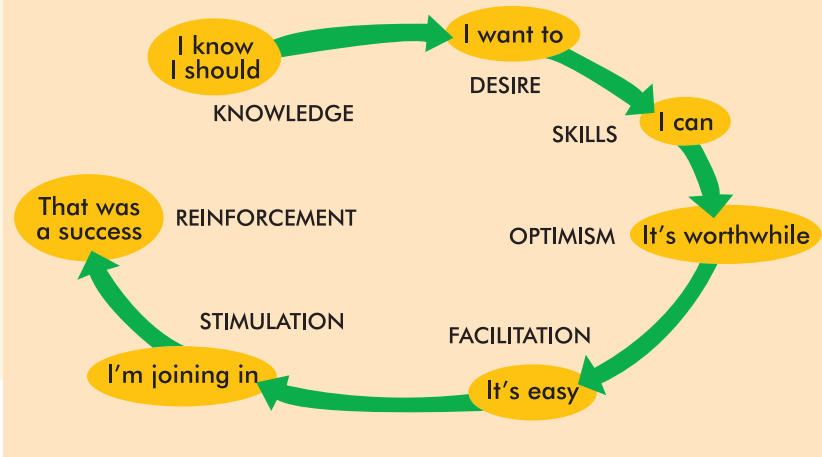 I know
I should
KNOWLEDGE
I want to
DESIRE
I can
SKILLS
It's worthwhile
OPTIMISM
It's easy
FACILITATION
I'm joining in
STIMULATION
That was
a success
REINFORCEMENT